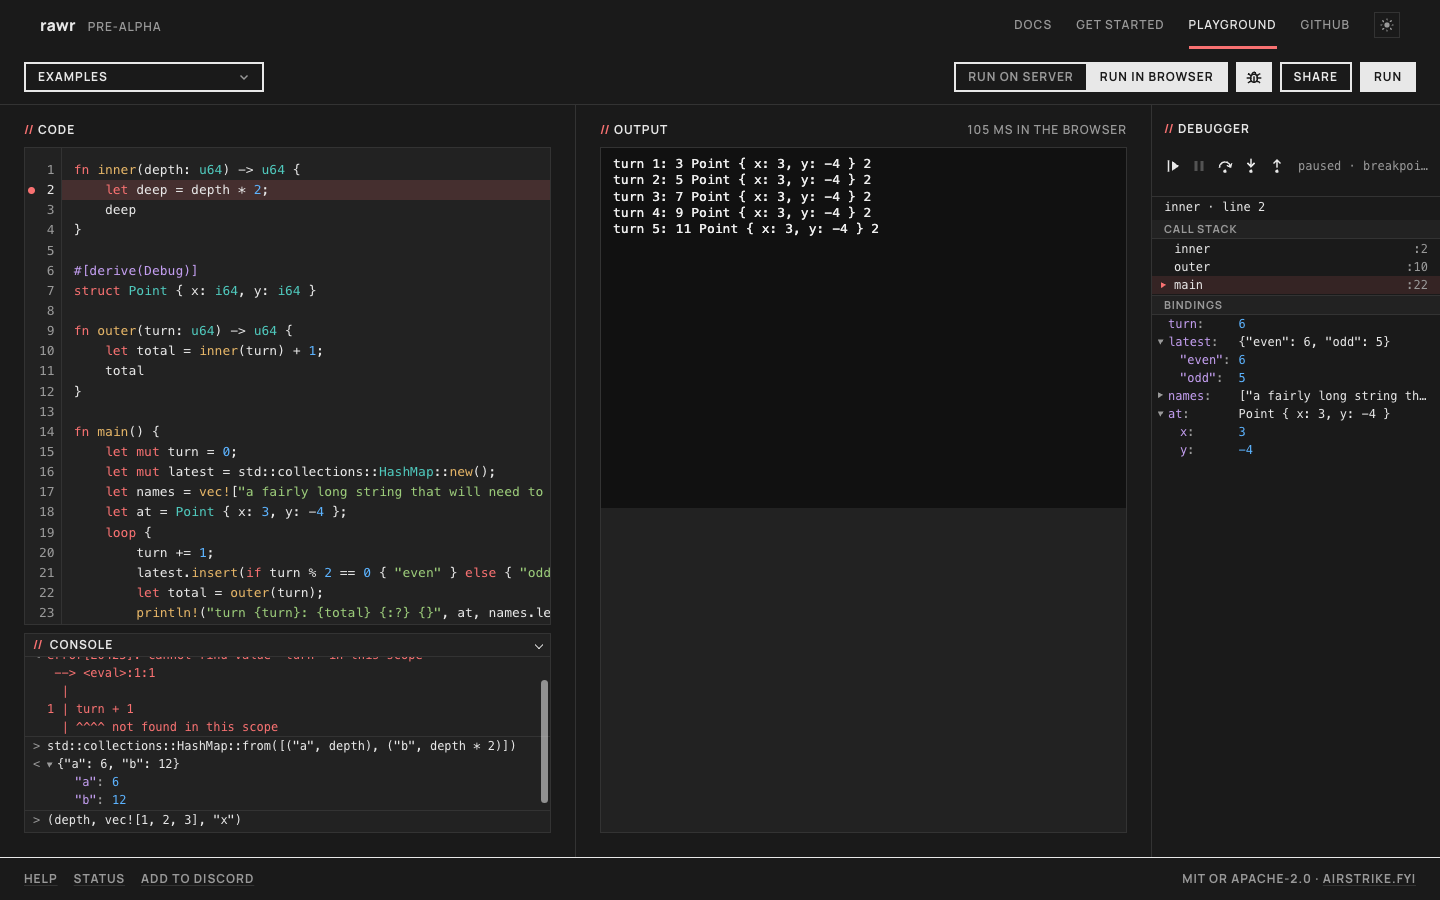 rawr PRE-ALPHA
DOCS GET STARTED PLAYGROUND GITHUB
EXAMPLES
RUN ON SERVER RUN IN BROWSER SHARE RUN
// CODE
1 fn inner(depth: u64) -> u64 {
2 let deep = depth * 2;
3 deep
4 }
5
6 #[derive(Debug)]
7 struct Point { x: i64, y: i64 }
8
9 fn outer(turn: u64) -> u64 {
10 let total = inner(turn) + 1;
11 total
12 }
13
14 fn main() {
15 let mut turn = 0;
16 let mut latest = std::collections::HashMap::new();
17 let names = vec!["a fairly long string that will need to
18 let at = Point { x: 3, y: -4 };
19 loop {
20 turn += 1;
21 latest.insert(if turn % 2 == 0 { "even" } else { "odd
22 let total = outer(turn);
23 println!("turn {turn}: {total} {:?} {}", at, names.le
// CONSOLE
--> <eval>:1:1
|
1 | turn + 1
| ^^^^ not found in this scope
> std::collections::HashMap::from([("a", depth), ("b", depth * 2)])
< ▾ {"a": 6, "b": 12}
"a": 6
"b": 12
> (depth, vec![1, 2, 3], "x")
// OUTPUT 105 MS IN THE BROWSER
turn 1: 3 Point { x: 3, y: -4 } 2
turn 2: 5 Point { x: 3, y: -4 } 2
turn 3: 7 Point { x: 3, y: -4 } 2
turn 4: 9 Point { x: 3, y: -4 } 2
turn 5: 11 Point { x: 3, y: -4 } 2
// DEBUGGER
paused · breakpoi…
inner · line 2
CALL STACK
inner :2
outer :10
main :22
BINDINGS
turn: 6
latest: {"even": 6, "odd": 5}
"even": 6
"odd": 5
names: ["a fairly long string th…
at: Point { x: 3, y: -4 }
x: 3
y: -4
HELP STATUS ADD TO DISCORD
MIT OR APACHE-2.0 · AIRSTRIKE.FYI